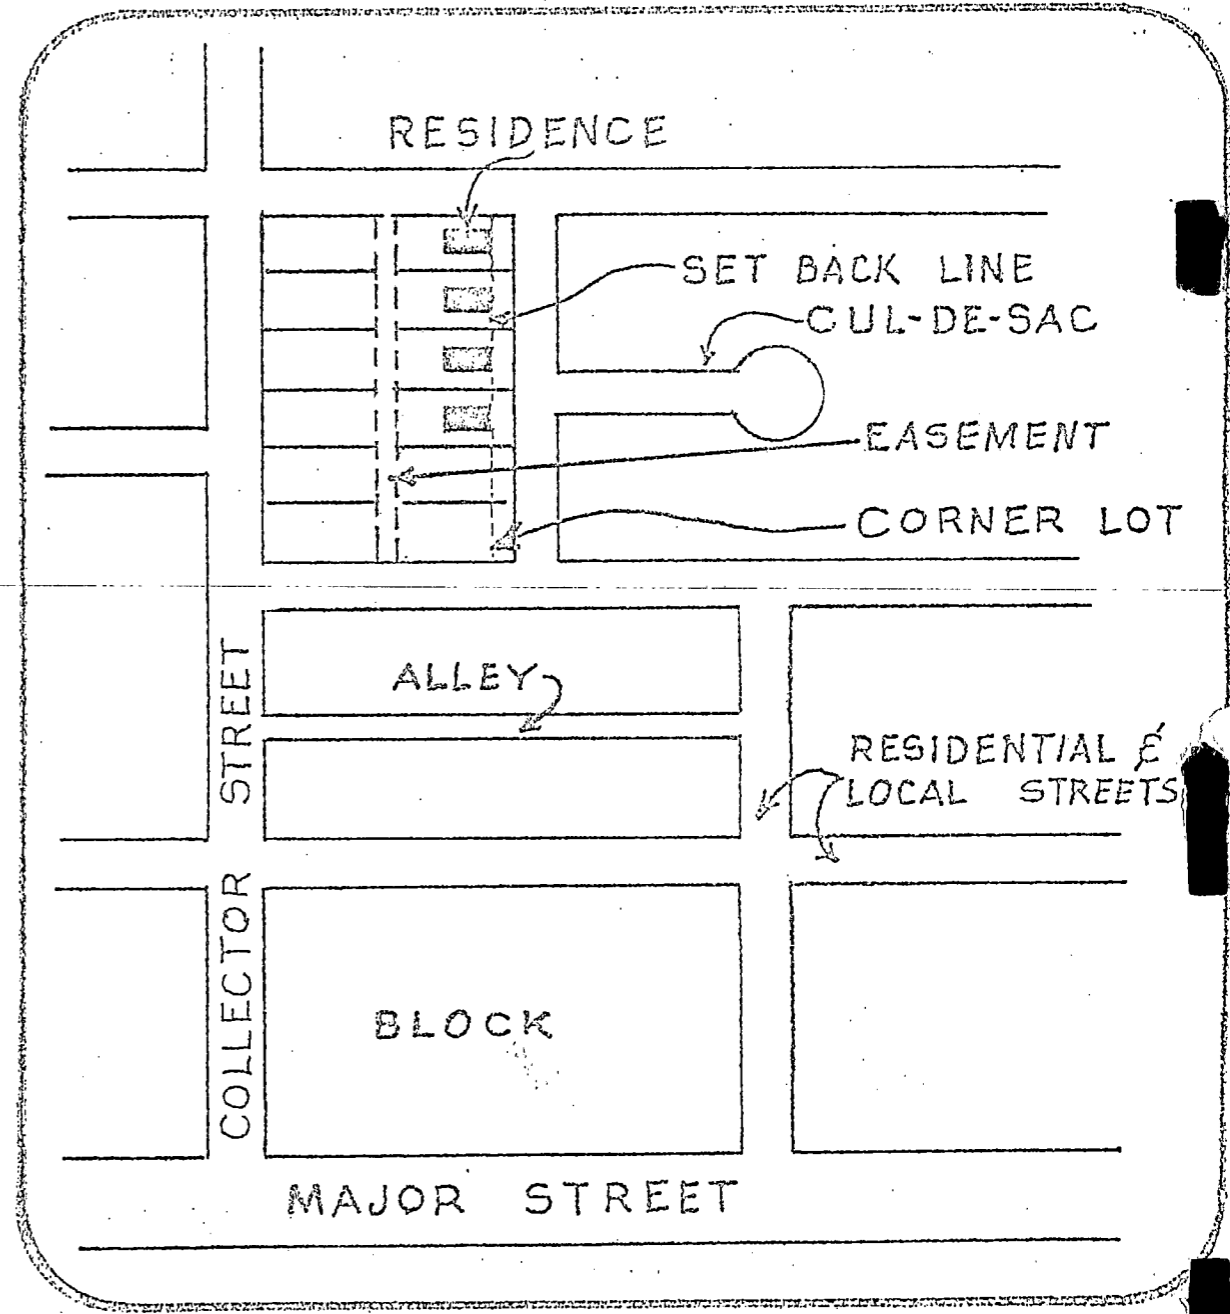 RESIDENCE
SET BACK LINE
CUL-DE-SAC
EASEMENT
CORNER LOT
ALLEY
RESIDENTIAL &
LOCAL STREETS
COLLECTOR STREET
BLOCK
MAJOR STREET